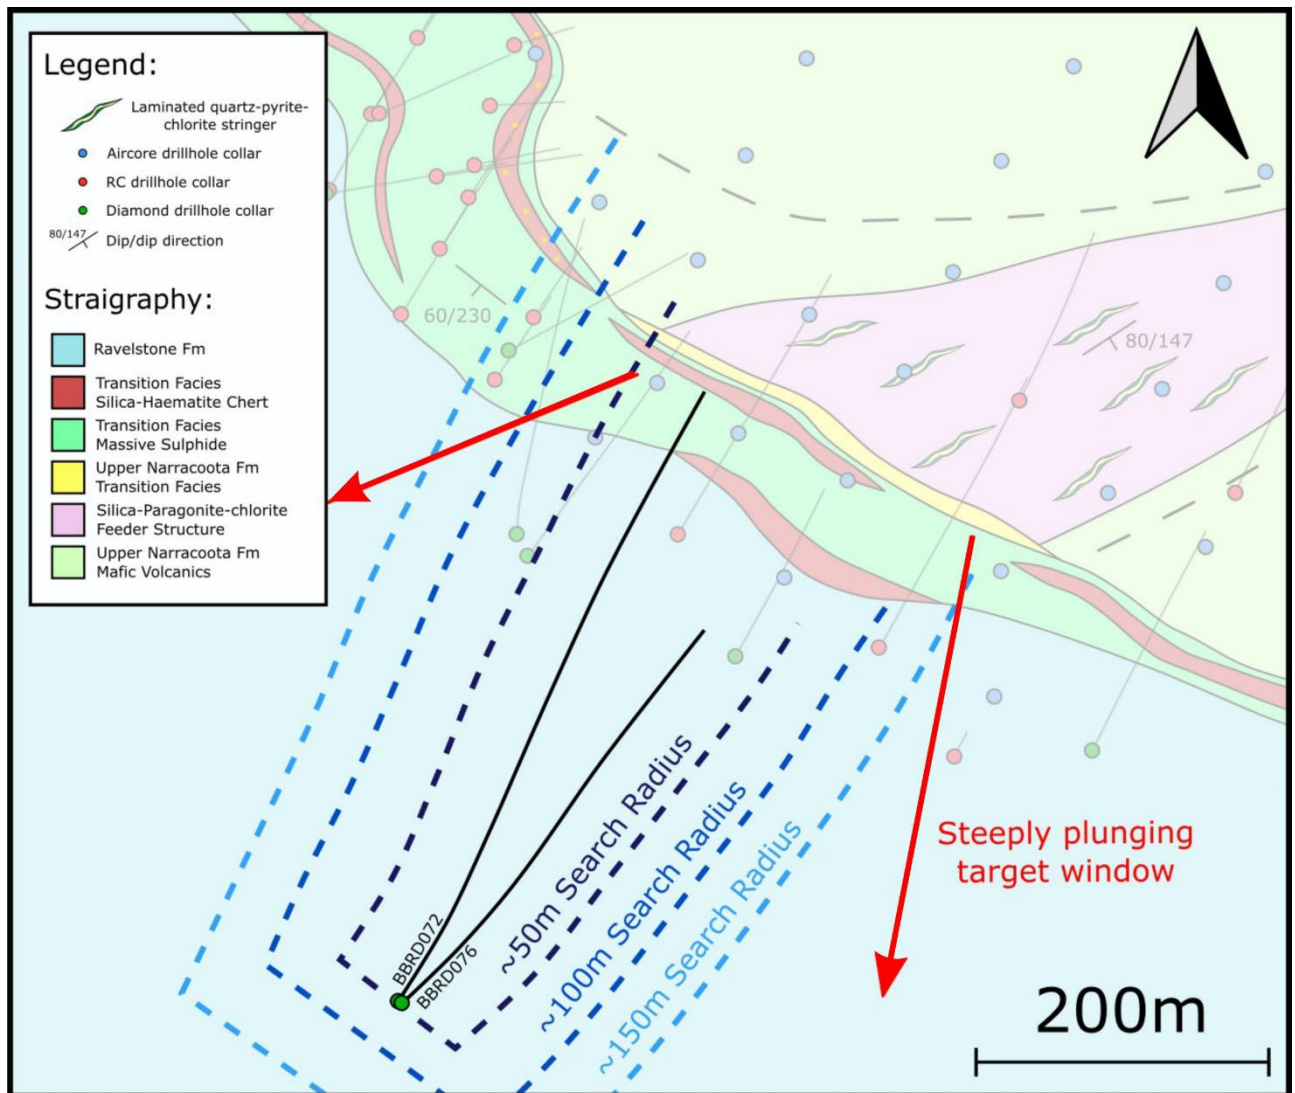 Legend:
Laminated quartz-pyrite-
chlorite stringer
Aircore drillhole collar
RC drillhole collar
Diamond drillhole collar
80/147
Dip/dip direction
Straigraphy:
Ravelstone Fm
Transition Facies
Silica-Haematite Chert
Transition Facies
Massive Sulphide
Upper Narracoota Fm
Transition Facies
Silica-Paragonite-chlorite
Feeder Structure
Upper Narracoota Fm
Mafic Volcanics
60/230
80/147
BBRD072
BBRD076
~50m Search Radius
~100m Search Radius
~150m Search Radius
Steeply plunging
target window
200m